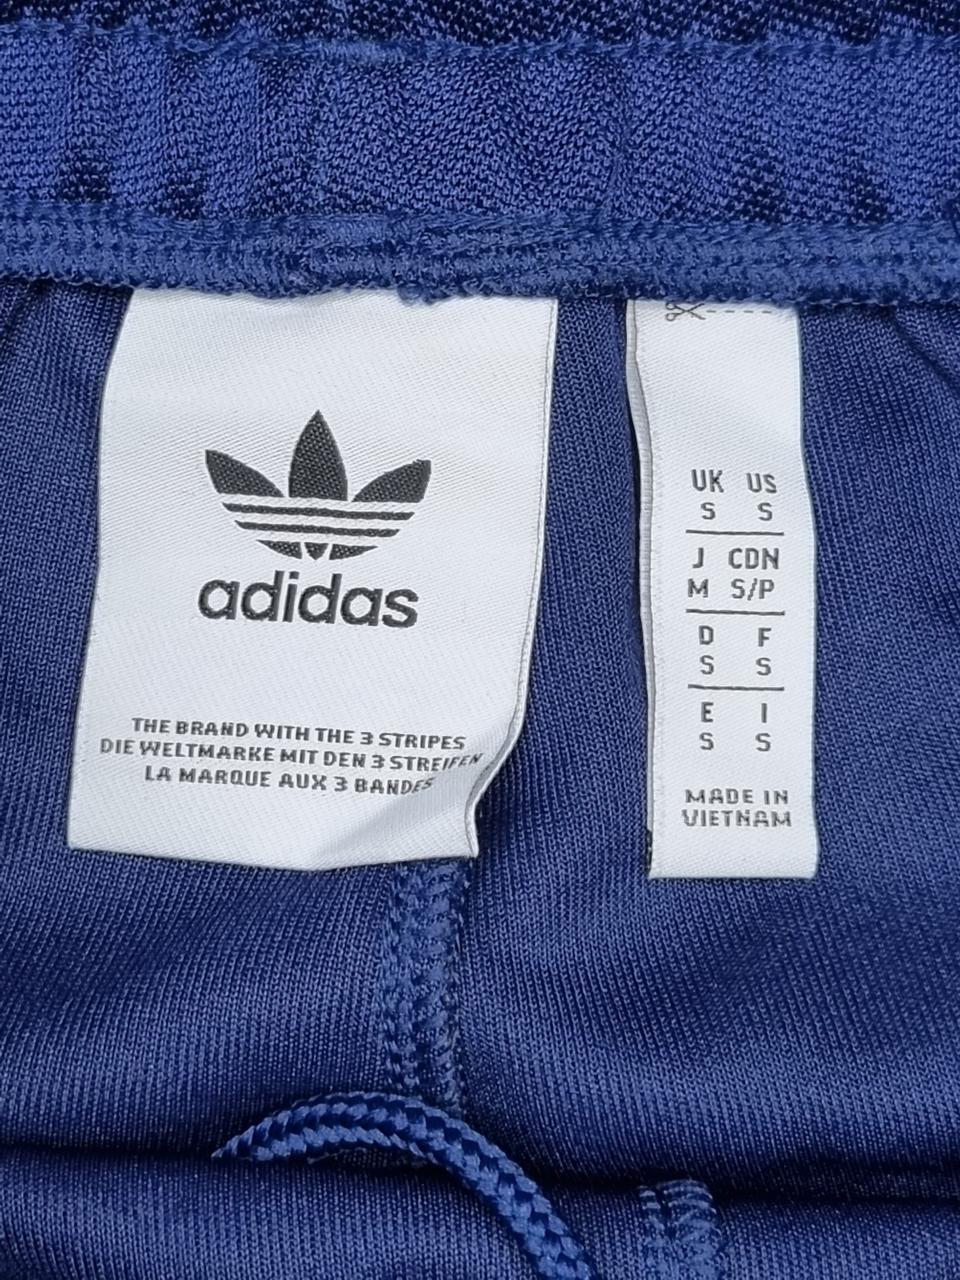 adidas
THE BRAND WITH THE 3 STRIPES
DIE WELTMARKE MIT DEN 3 STREIFEN
LA MARQUE AUX 3 BANDES
UK US
S S
J CDN
M S/P
D F
S S
E I
S S
MADE IN
VIETNAM